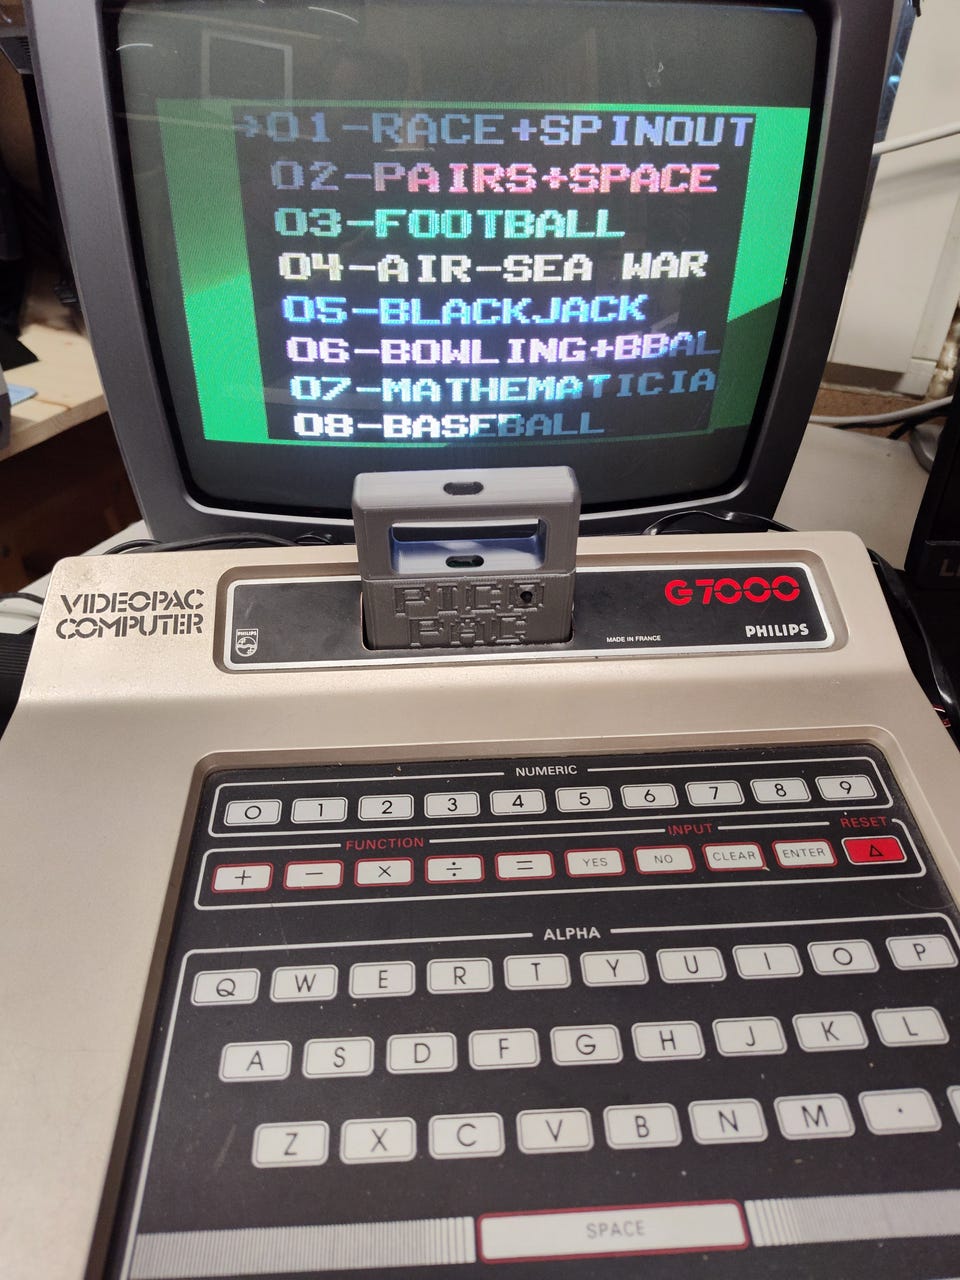 →01-RACE+SPINOUT
02-PAIRS+SPACE
03-FOOTBALL
04-AIR-SEA WAR
05-BLACKJACK
06-BOWLING+BBAL
07-MATHEMATICIA
08-BASEBALL
VIDEOPAC
COMPUTER
PHILIPS
PICO
PAC
MADE IN FRANCE
G7000
PHILIPS
NUMERIC
0 1 2 3 4 5 6 7 8 9
FUNCTION INPUT RESET
+ − × ÷ = YES NO CLEAR ENTER △
ALPHA
Q W E R T Y U I O P
A S D F G H J K L
Z X C V B N M .
SPACE